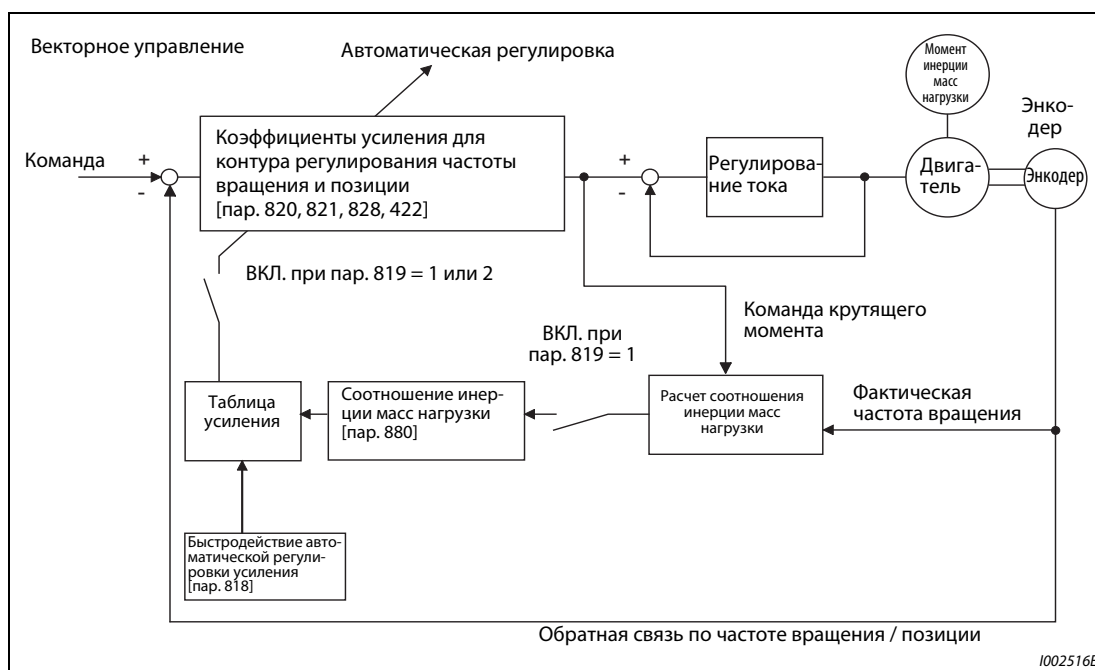 Векторное управление
Автоматическая регулировка
Момент
инерции
масс
нагрузки
Энко-
дер
Команда
+
-
Коэффициенты усиления для
контура регулирования частоты
вращения и позиции
[пар. 820, 821, 828, 422]
+
-
Регулирова-
ние тока
Двига-
тель
Энкодер
ВКЛ. при пар. 819 = 1 или 2
Команда крутящего
момента
ВКЛ. при
пар. 819 = 1
Таблица
усиления
Соотношение инер-
ции масс нагрузки
[пар. 880]
Расчет соотношения
инерции масс
нагрузки
Фактическая
частота вращения
Быстродействие авто-
матической регули-
ровки усиления
[пар. 818]
Обратная связь по частоте вращения / позиции
I002516E